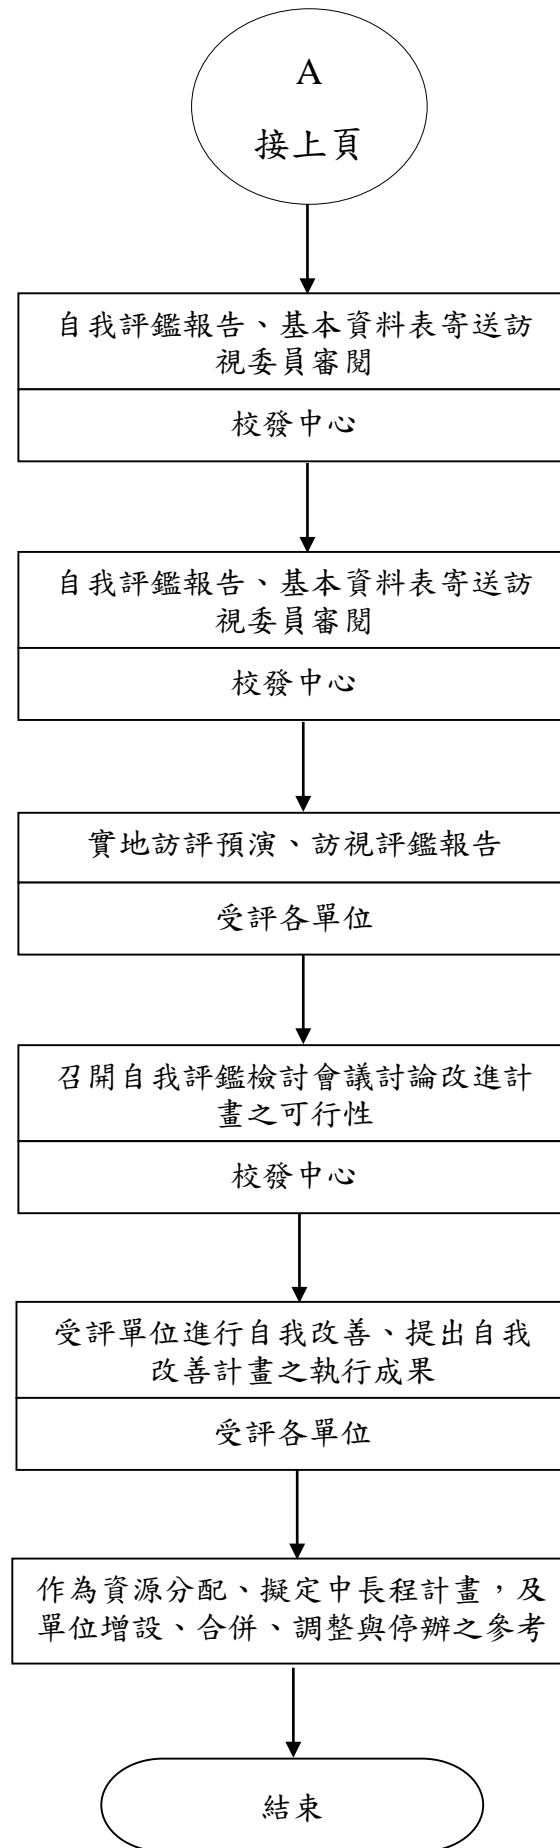 A
接上頁
自我評鑑報告、基本資料表寄送訪
視委員審閱
校發中心
自我評鑑報告、基本資料表寄送訪
視委員審閱
校發中心
實地訪評預演、訪視評鑑報告
受評各單位
召開自我評鑑檢討會議討論改進計
畫之可行性
校發中心
受評單位進行自我改善、提出自我
改善計畫之執行成果
受評各單位
作為資源分配、擬定中長程計畫，及
單位增設、合併、調整與停辦之參考
結束